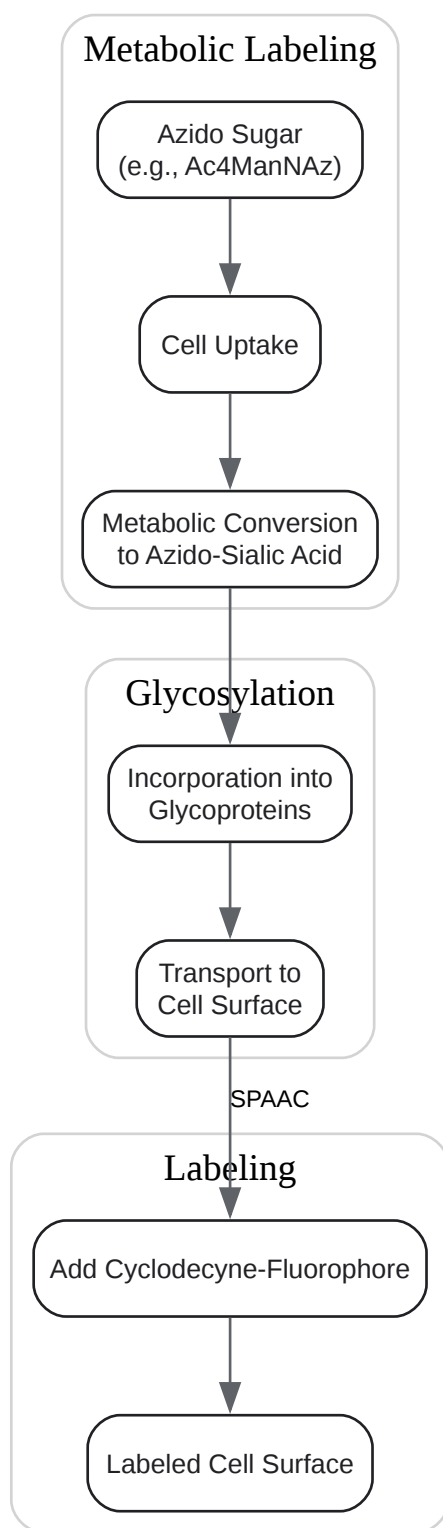 Metabolic Labeling
Azido Sugar
(e.g., Ac4ManNAz)
Cell Uptake
Metabolic Conversion
to Azido-Sialic Acid
Glycosylation
Incorporation into
Glycoproteins
Transport to
Cell Surface
SPAAC
Labeling
Add Cyclodecyne-Fluorophore
Labeled Cell Surface